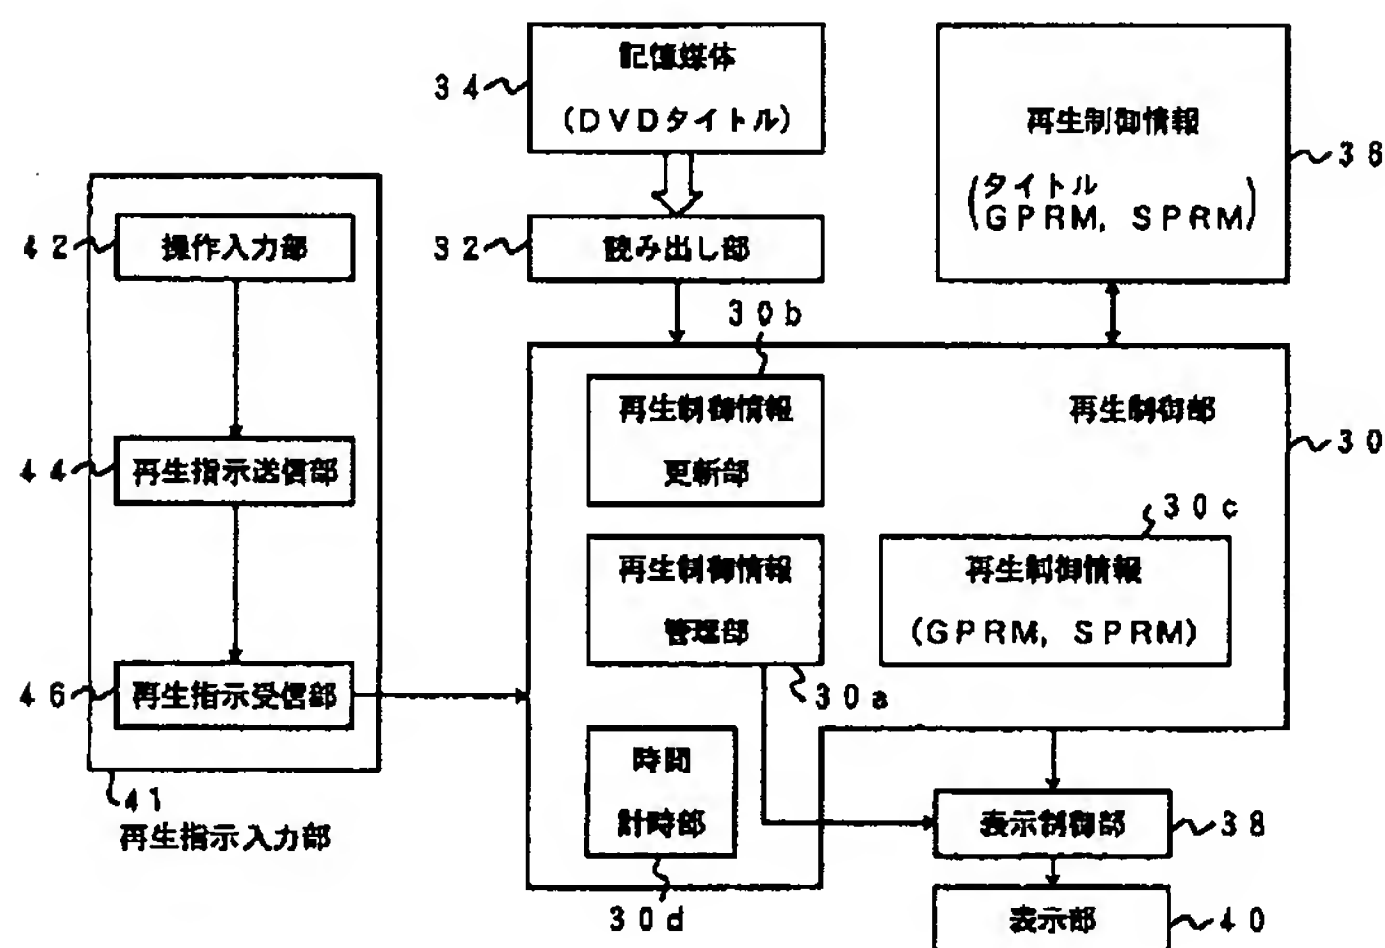 34
記憶媒体
(DVDタイトル)
再生制御情報
(タイトル
GPRM, SPRM)
36
42
操作入力部
32
読み出し部
30b
再生制御情報
更新部
再生制御部
30
44
再生指示送信部
30c
再生制御情報
管理部
再生制御情報
(GPRM, SPRM)
30a
46
再生指示受信部
時間
計時部
41
再生指示入力部
表示制御部
38
30d
表示部
40